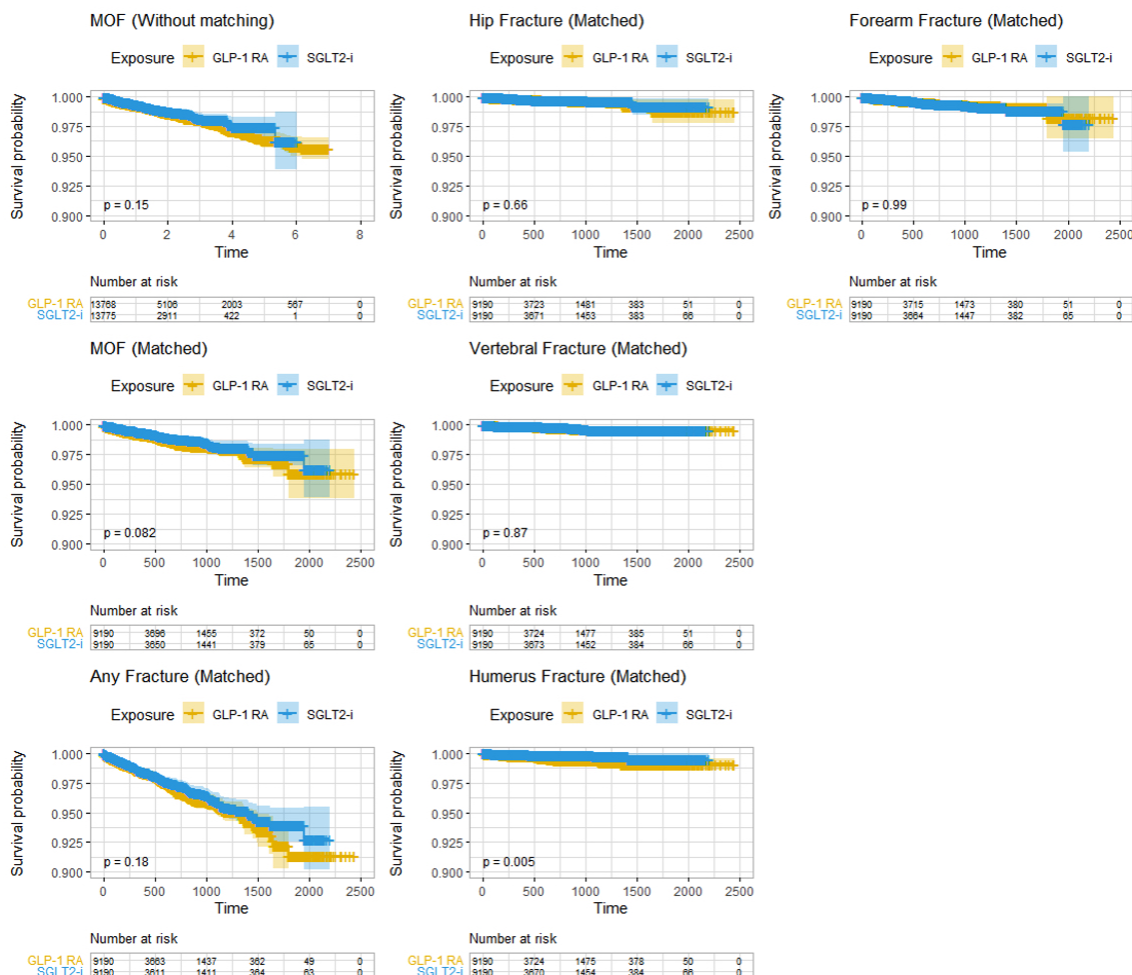 MOF (Without matching)
Exposure GLP-1 RA SGLT2-i
Survival probability
1.000
0.975
0.950
0.925
0.900
p = 0.15
0 2 4 6 8
Time
Number at risk
GLP-1 RA 13768 5106 2003 567 0
SGLT2-i 13775 2911 422 1 0
Hip Fracture (Matched)
Exposure GLP-1 RA SGLT2-i
Survival probability
1.000
0.975
0.950
0.925
0.900
p = 0.66
0 500 1000 1500 2000 2500
Time
Number at risk
GLP-1 RA 9190 3723 1481 383 51 0
SGLT2-i 9190 3671 1453 383 66 0
Forearm Fracture (Matched)
Exposure GLP-1 RA SGLT2-i
Survival probability
1.000
0.975
0.950
0.925
0.900
p = 0.99
0 500 1000 1500 2000 2500
Time
Number at risk
GLP-1 RA 9190 3715 1473 380 51 0
SGLT2-i 9190 3664 1447 382 65 0
MOF (Matched)
Exposure GLP-1 RA SGLT2-i
Survival probability
1.000
0.975
0.950
0.925
0.900
p = 0.082
0 500 1000 1500 2000 2500
Time
Number at risk
GLP-1 RA 9190 3696 1455 372 50 0
SGLT2-i 9190 3650 1441 379 65 0
Vertebral Fracture (Matched)
Exposure GLP-1 RA SGLT2-i
Survival probability
1.000
0.975
0.950
0.925
0.900
p = 0.87
0 500 1000 1500 2000 2500
Time
Number at risk
GLP-1 RA 9190 3724 1477 385 51 0
SGLT2-i 9190 3673 1452 384 66 0
Any Fracture (Matched)
Exposure GLP-1 RA SGLT2-i
Survival probability
1.000
0.975
0.950
0.925
0.900
p = 0.18
0 500 1000 1500 2000 2500
Time
Number at risk
GLP-1 RA 9190 3663 1437 362 49 0
SGLT2-i 9190 3611 1411 364 63 0
Humerus Fracture (Matched)
Exposure GLP-1 RA SGLT2-i
Survival probability
1.000
0.975
0.950
0.925
0.900
p = 0.005
0 500 1000 1500 2000 2500
Time
Number at risk
GLP-1 RA 9190 3724 1475 378 50 0
SGLT2-i 9190 3670 1454 384 66 0